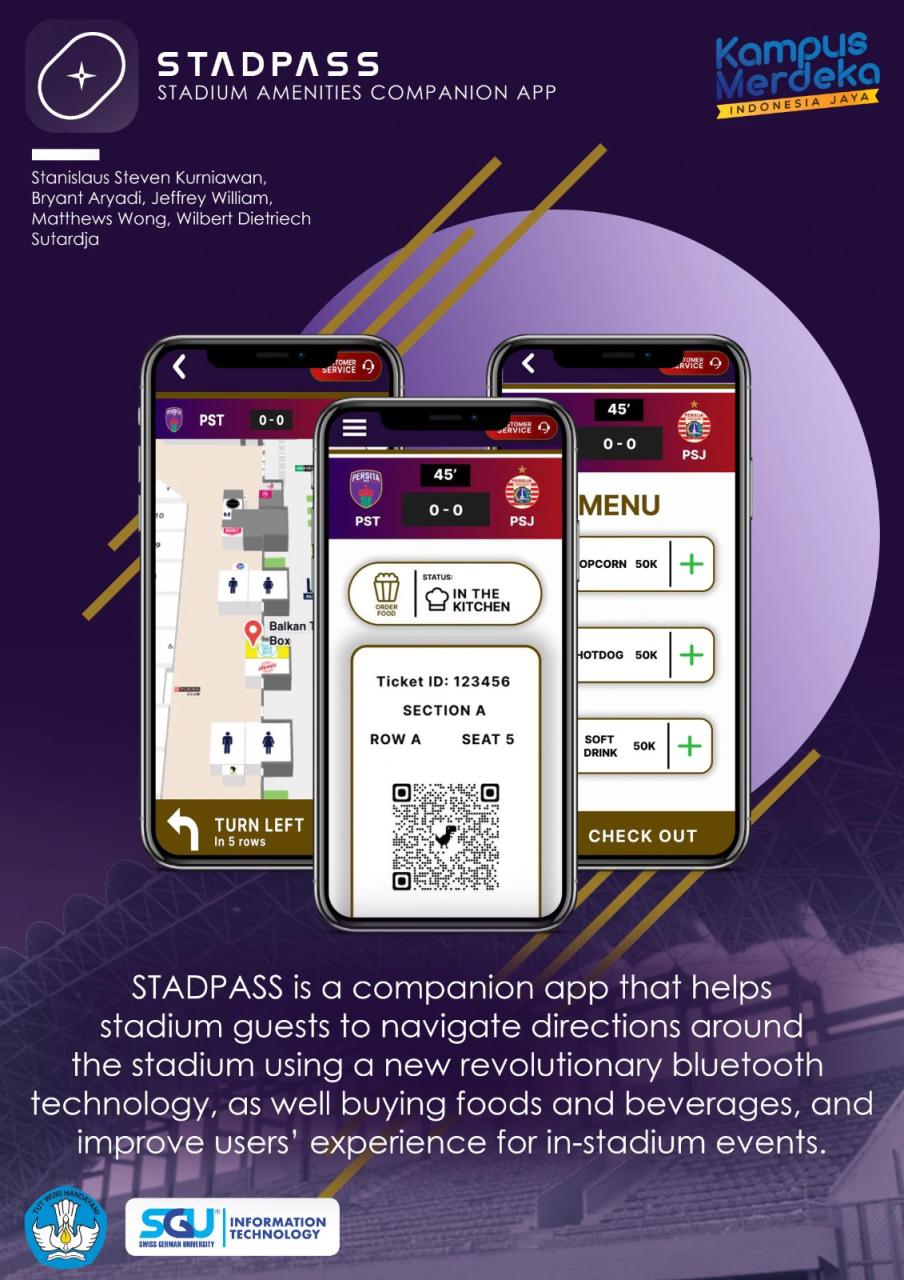 STADPASS
STADIUM AMENITIES COMPANION APP
Kampus
Merdeka
INDONESIA JAYA
Stanislaus Steven Kurniawan,
Bryant Aryadi, Jeffrey William,
Matthews Wong, Wilbert Dietriech
Sutardja
SERVICE
PST
0-0
10
9
Balkan
Box
TURN LEFT
In 5 rows
SERVICE
PERSITA
45'
0-0
PST
PSJ
STATUS:
ORDER
FOOD
IN THE
KITCHEN
Ticket ID: 123456
SECTION A
ROW A SEAT 5
SERVICE
45'
0-0
PERSIJA
PSJ
MENU
OPCORN 50K
HOTDOG 50K
SOFT
DRINK 50K
CHECK OUT
STADPASS is a companion app that helps
stadium guests to navigate directions around
the stadium using a new revolutionary bluetooth
technology, as well buying foods and beverages, and
improve users' experience for in-stadium events.
TUT WURI HANDAYANI
SGU
SWISS GERMAN UNIVERSITY
INFORMATION
TECHNOLOGY